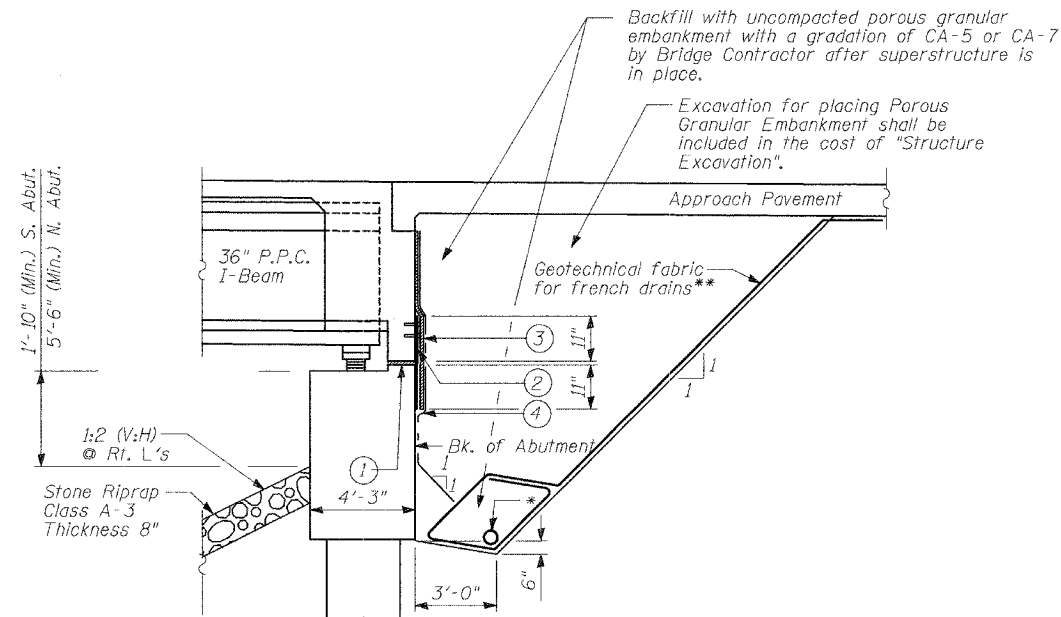 Backfill with uncompacted porous granular
embankment with a gradation of CA-5 or CA-7
by Bridge Contractor after superstructure is
in place.
Excavation for placing Porous
Granular Embankment shall be
included in the cost of "Structure
Excavation".
Approach Pavement
1'-10" (Min.) S. Abut.
5'-6" (Min.) N. Abut.
36" P.P.C.
I-Beam
Geotechnical fabric
for french drains**
3
11"
2
11"
4
1
1
1:2 (V:H)
@ Rt. L's
Bk. of Abutment
1
1
1
4'-3"
*
Stone Riprap
Class A-3
Thickness 8"
3'-0"
6"